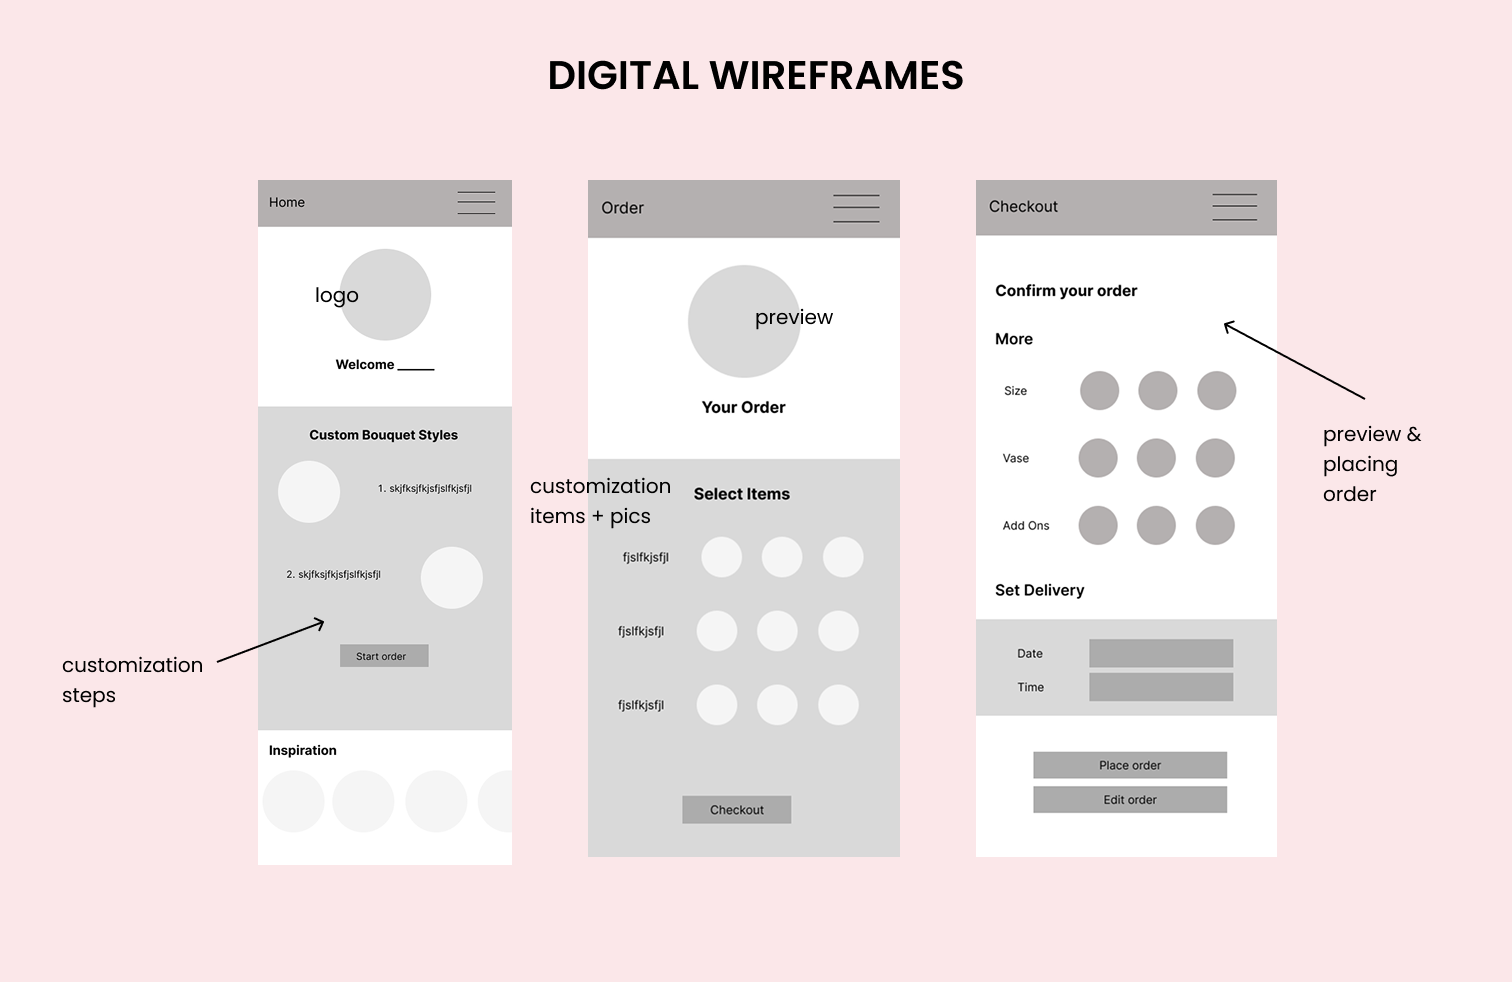 DIGITAL WIREFRAMES
Home
logo
Welcome _____
Custom Bouquet Styles
1. skjfksjfkjsfjslfkjsfjl
2. skjfksjfkjsfjslfkjsfjl
Start order
customization
steps
Inspiration
Order
preview
Your Order
customization
items + pics
Select Items
fjslfkjsfjl
fjslfkjsfjl
fjslfkjsfjl
Checkout
Checkout
Confirm your order
More
Size
Vase
Add Ons
Set Delivery
Date
Time
Place order
Edit order
preview &
placing
order